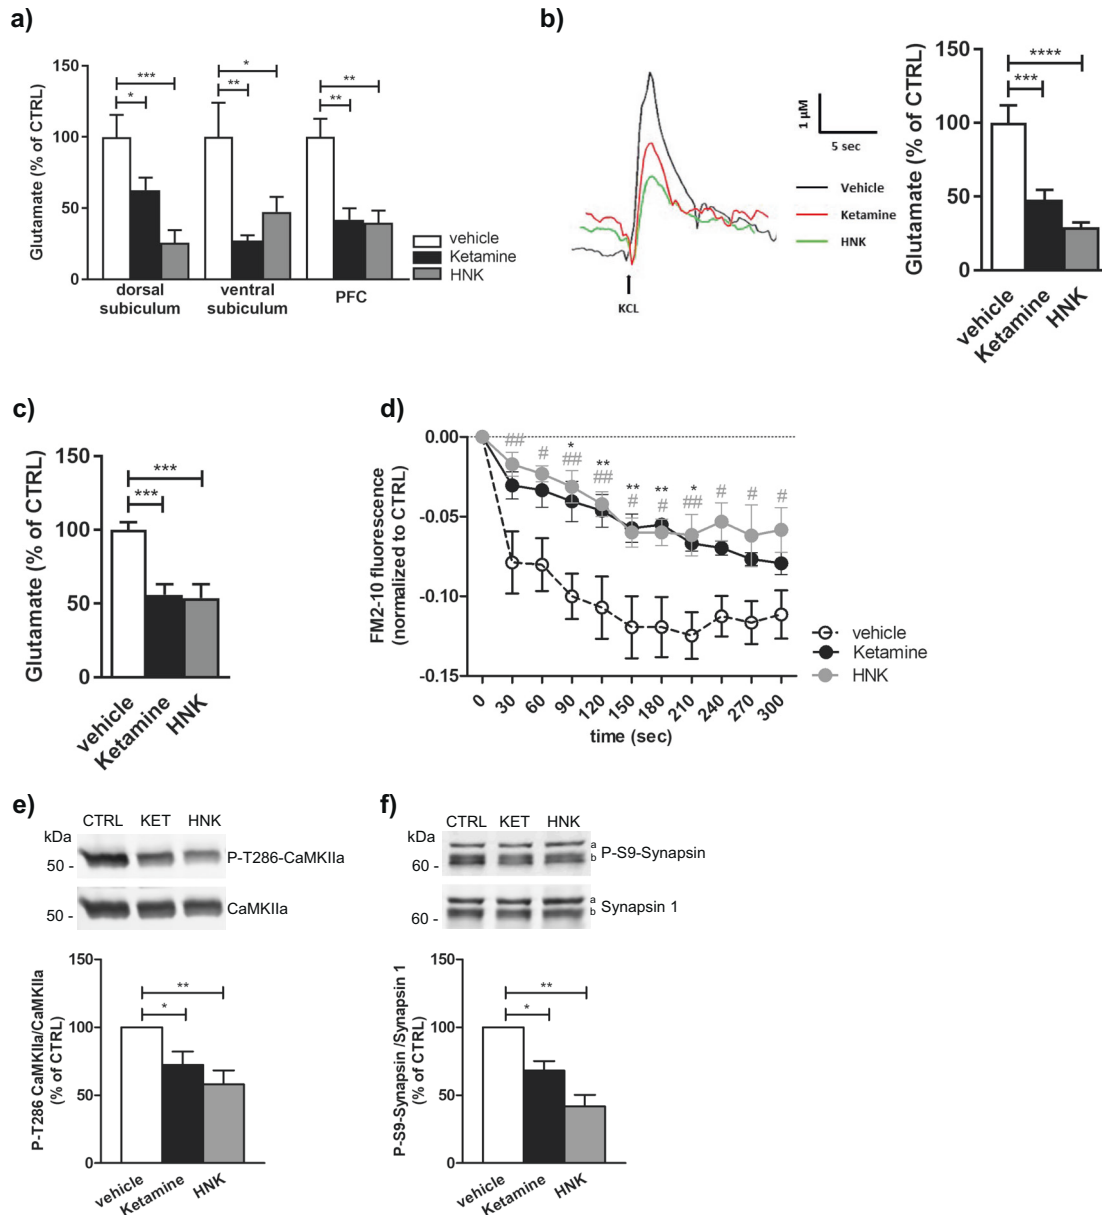 a)
Glutamate (% of CTRL)
150
100
50
0
***
*
*
**
**
**
dorsal
subiculum
ventral
subiculum
PFC
vehicle
Ketamine
HNK
b)
1 µM
5 sec
Vehicle
Ketamine
HNK
KCL
Glutamate (% of CTRL)
150
100
50
0
****
***
vehicle
Ketamine
HNK
c)
Glutamate (% of CTRL)
150
100
50
0
***
***
vehicle
Ketamine
HNK
d)
FM2-10 fluorescence
(normalized to CTRL)
0.00
-0.05
-0.10
-0.15
## # * ## ** ## ** # ** # * ## # # #
0 30 60 90 120 150 180 210 240 270 300
time (sec)
vehicle
Ketamine
HNK
e)
kDa CTRL KET HNK
50 - P-T286-CaMKIIa
50 - CaMKIIa
P-T286 CaMKIIa/CaMKIIa
(% of CTRL)
150
100
50
0
**
*
vehicle
Ketamine
HNK
f)
kDa CTRL KET HNK
60 - a b P-S9-Synapsin
60 - a b Synapsin 1
P-S9-Synapsin /Synapsin 1
(% of CTRL)
150
100
50
0
**
*
vehicle
Ketamine
HNK